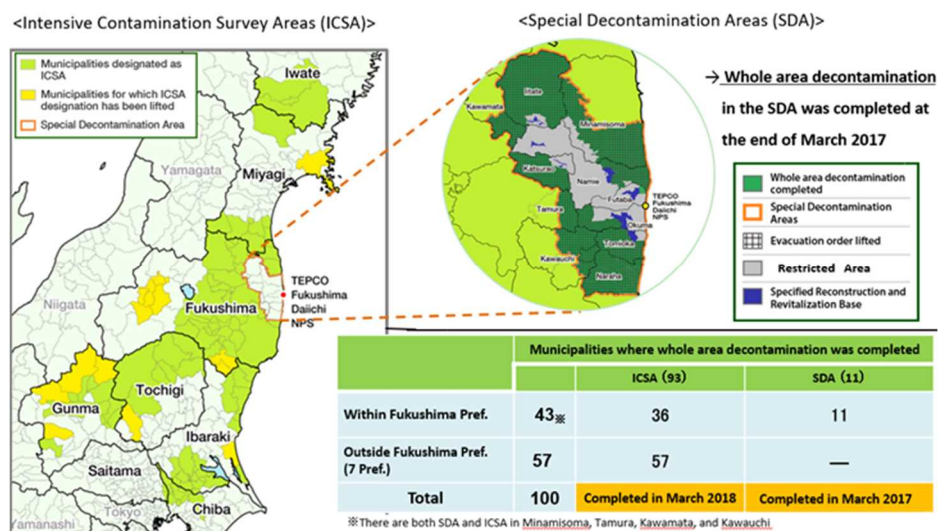 <Intensive Contamination Survey Areas (ICSA)>
<Special Decontamination Areas (SDA)>
Municipalities designated as
ICSA
Municipalities for which ICSA
designation has been lifted
Special Decontamination Area
Iwate
Yamagata
Miyagi
Niigata
Fukushima
TEPCO
Fukushima
Daiichi
NPS
Gunma
Tochigi
Ibaraki
Saitama
Tokyo
Chiba
Yamanashi
Iitate
Kawamata
Minamisoma
Katsurao
Namie
Futaba
Tamura
Okuma
TEPCO
Fukushima
Daiichi
NPS
Tomioka
Kawauchi
Naraha
→ Whole area decontamination
in the SDA was completed at
the end of March 2017
Whole area decontamination
completed
Special Decontamination
Areas
Evacuation order lifted
Restricted Area
Specified Reconstruction and
Revitalization Base
Municipalities where whole area decontamination was completed
ICSA (93) SDA (11)
Within Fukushima Pref. 43※ 36 11
Outside Fukushima Pref.
(7 Pref.) 57 57 —
Total 100 Completed in March 2018 Completed in March 2017
※There are both SDA and ICSA in Minamisoma, Tamura, Kawamata, and Kawauchi